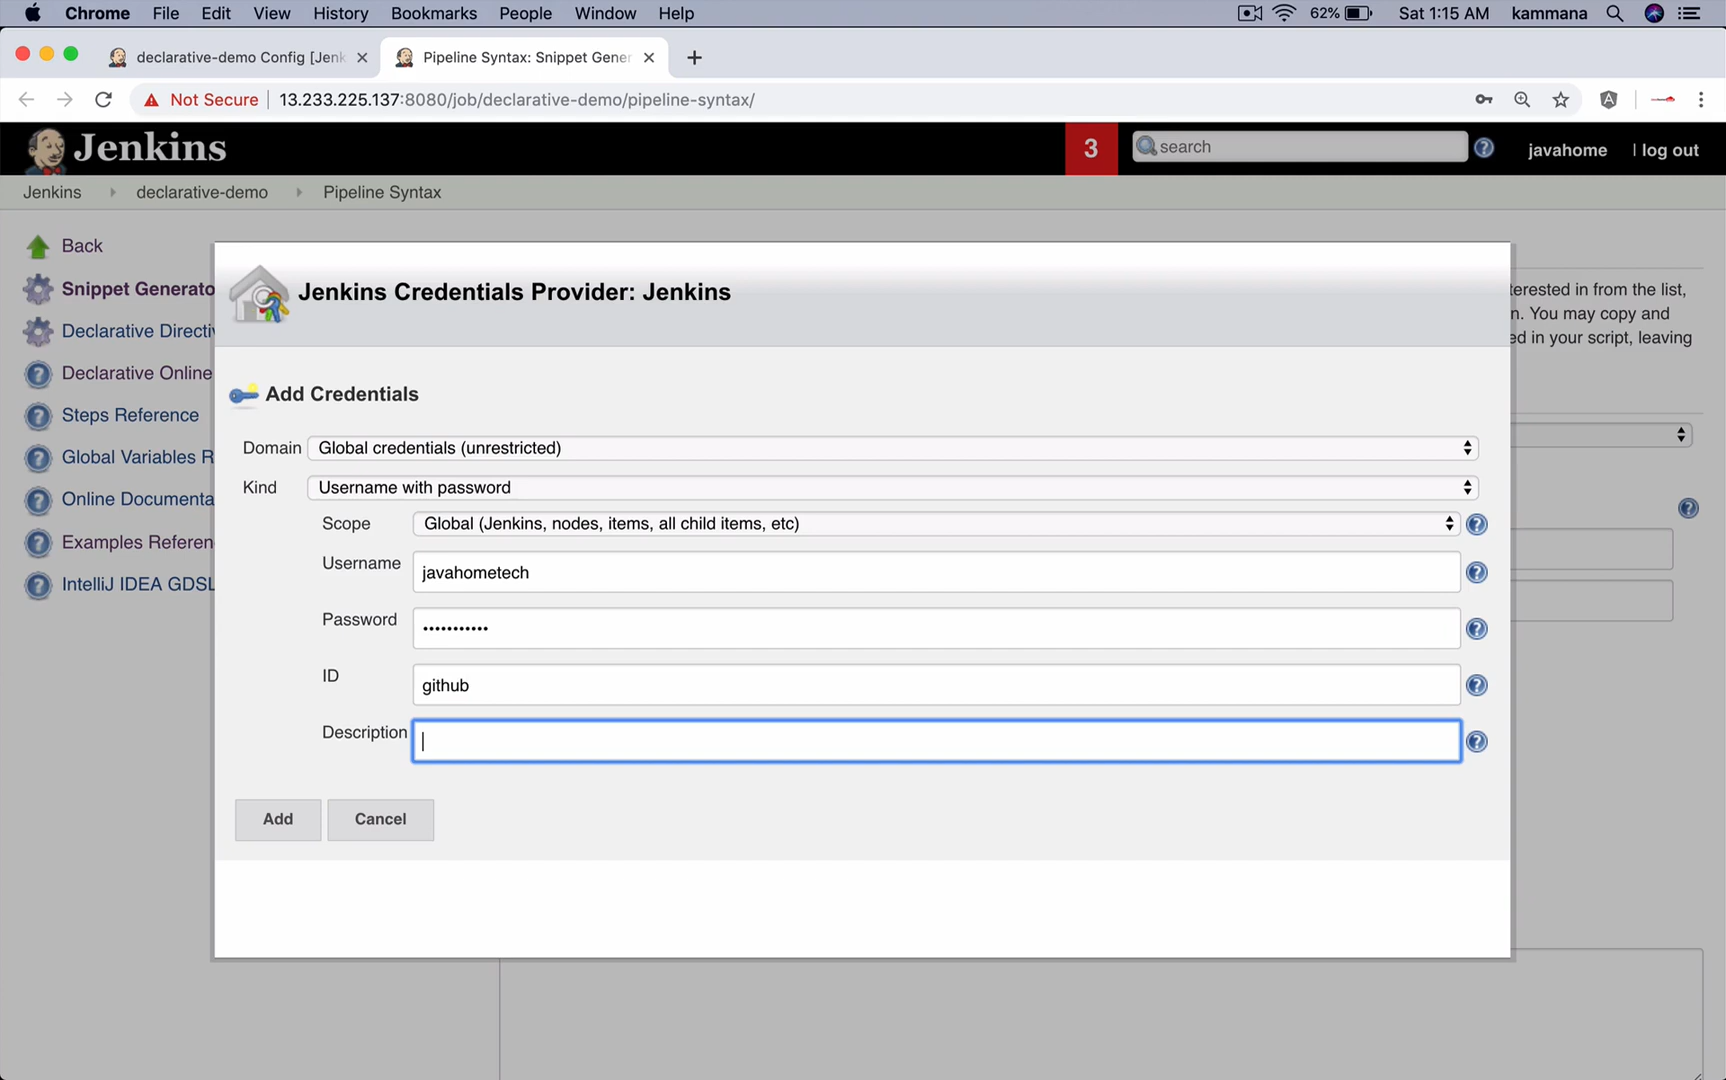 Chrome File Edit View History Bookmarks People Window Help 62% Sat 1:15 AM kammana
declarative-demo Config [Jenk
Pipeline Syntax: Snippet Gener
Not Secure 13.233.225.137:8080/job/declarative-demo/pipeline-syntax/
Jenkins 3 search javahome | log out
Jenkins declarative-demo Pipeline Syntax
Back
Snippet Generato
Declarative Directi
Declarative Online
Steps Reference
Global Variables R
Online Documenta
Examples Referen
IntelliJ IDEA GDSL
terested in from the list,
n. You may copy and
ed in your script, leaving
Jenkins Credentials Provider: Jenkins
Add Credentials
Domain Global credentials (unrestricted)
Kind Username with password
Scope Global (Jenkins, nodes, items, all child items, etc)
Username javahometech
Password •••••••••••
ID github
Description
Add Cancel